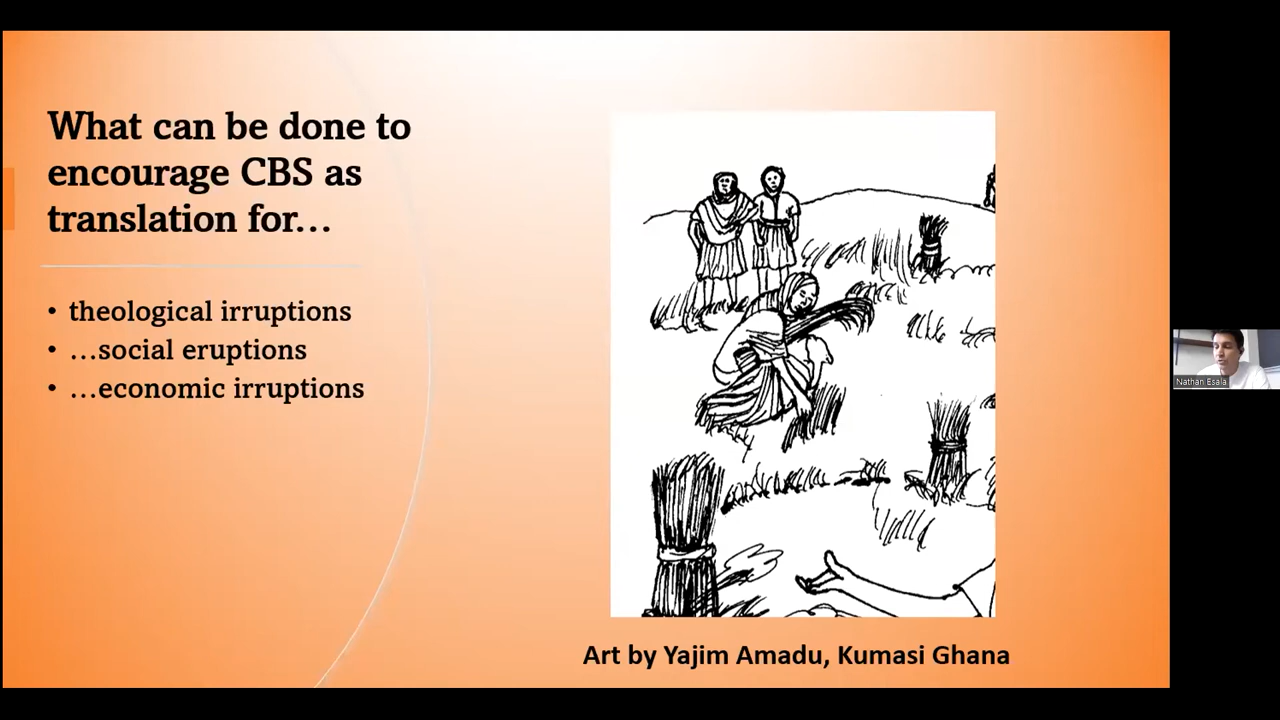 What can be done to
encourage CBS as
translation for…
• theological irruptions
• …social eruptions
• …economic irruptions
Art by Yajim Amadu, Kumasi Ghana
Nathan Esala